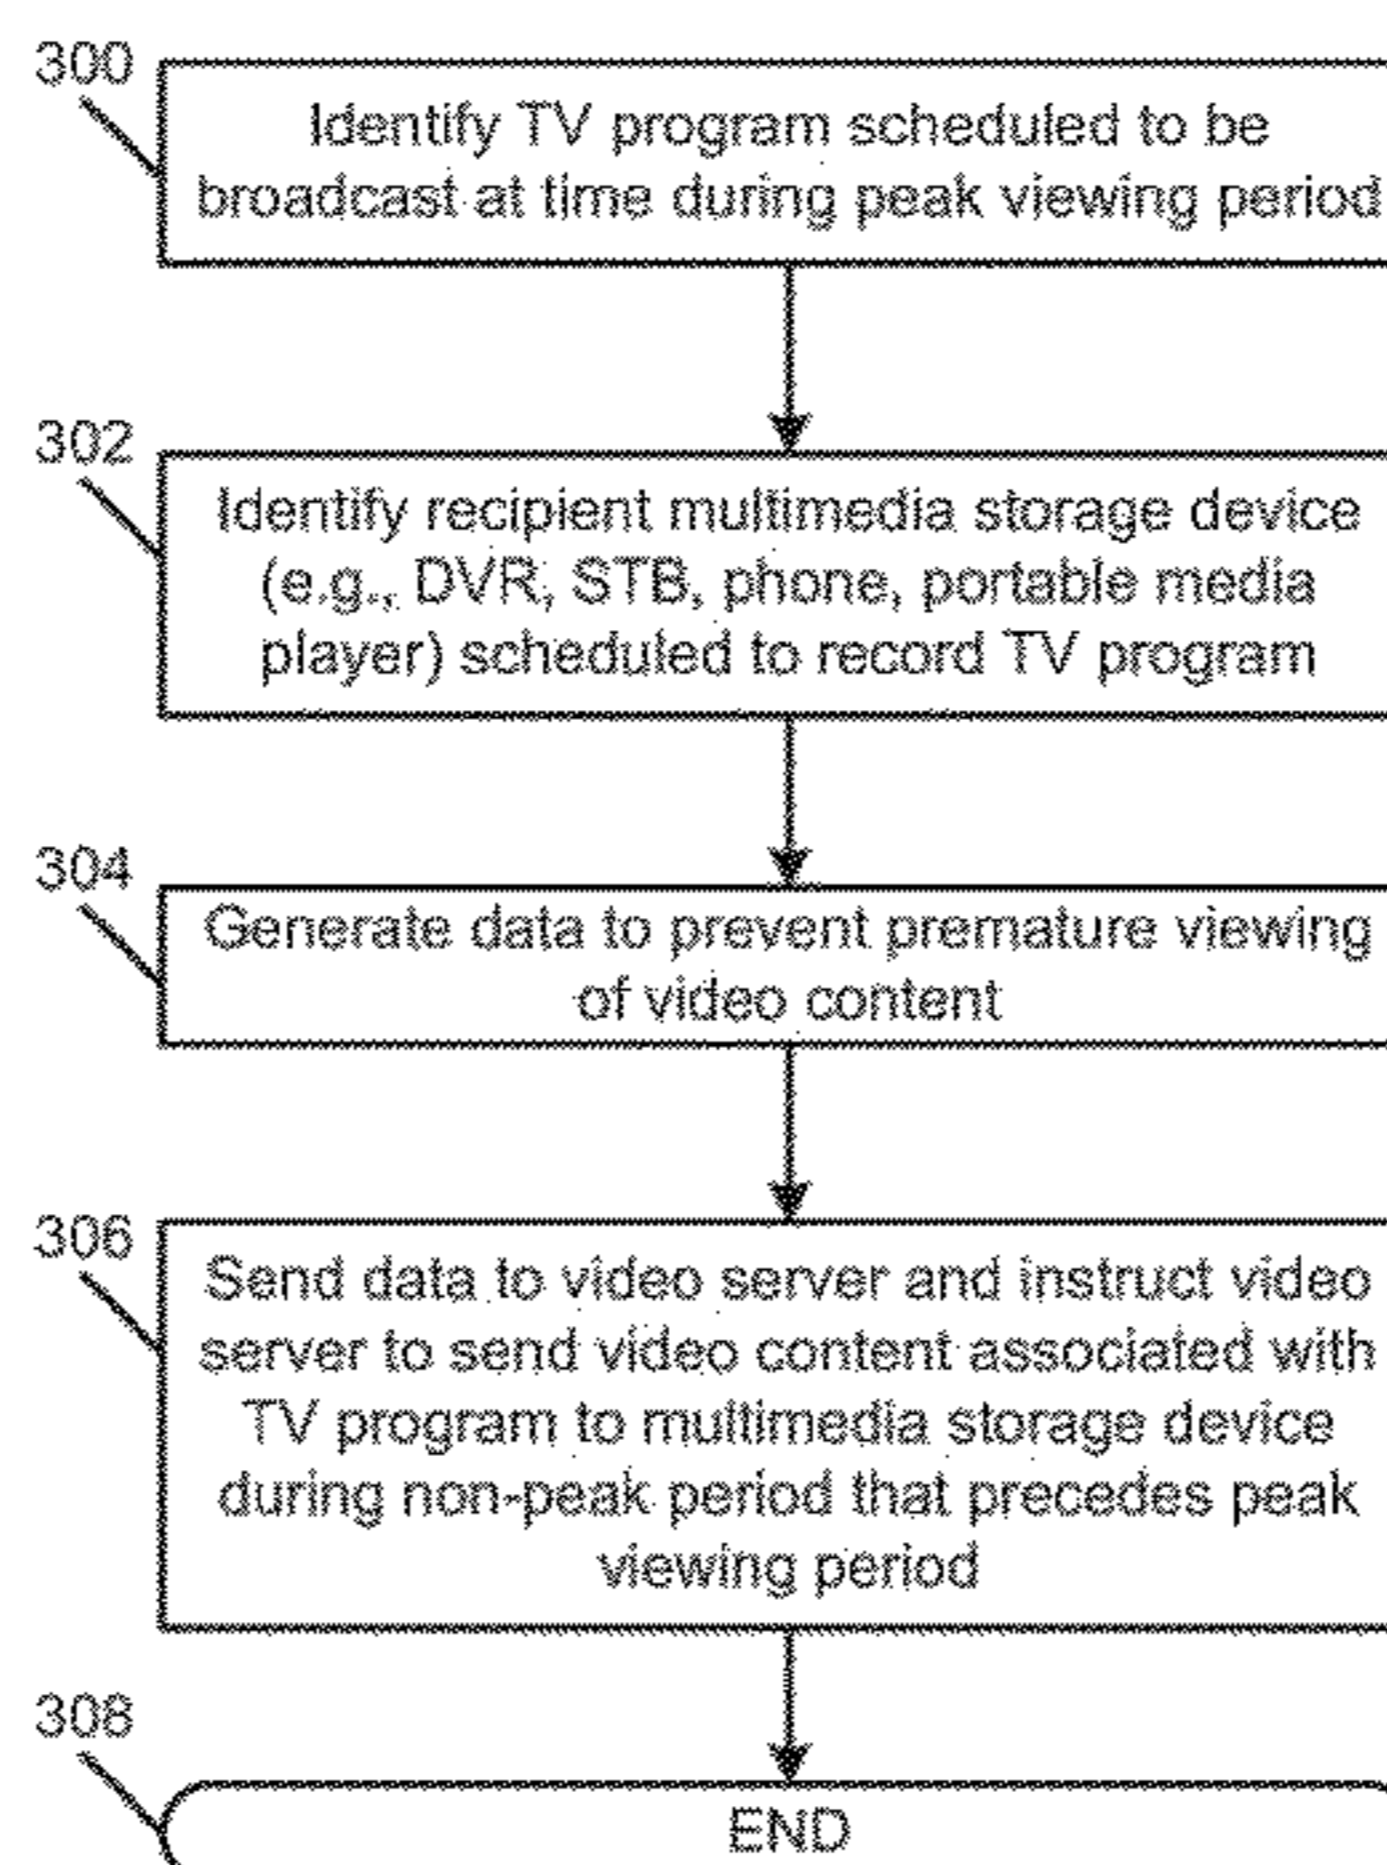 300
Identify TV program scheduled to be
broadcast at time during peak viewing period
302
Identify recipient multimedia storage device
(e.g., DVR, STB, phone, portable media
player) scheduled to record TV program
304
Generate data to prevent premature viewing
of video content
306
Send data to video server and instruct video
server to send video content associated with
TV program to multimedia storage device
during non-peak period that precedes peak
viewing period
308
END